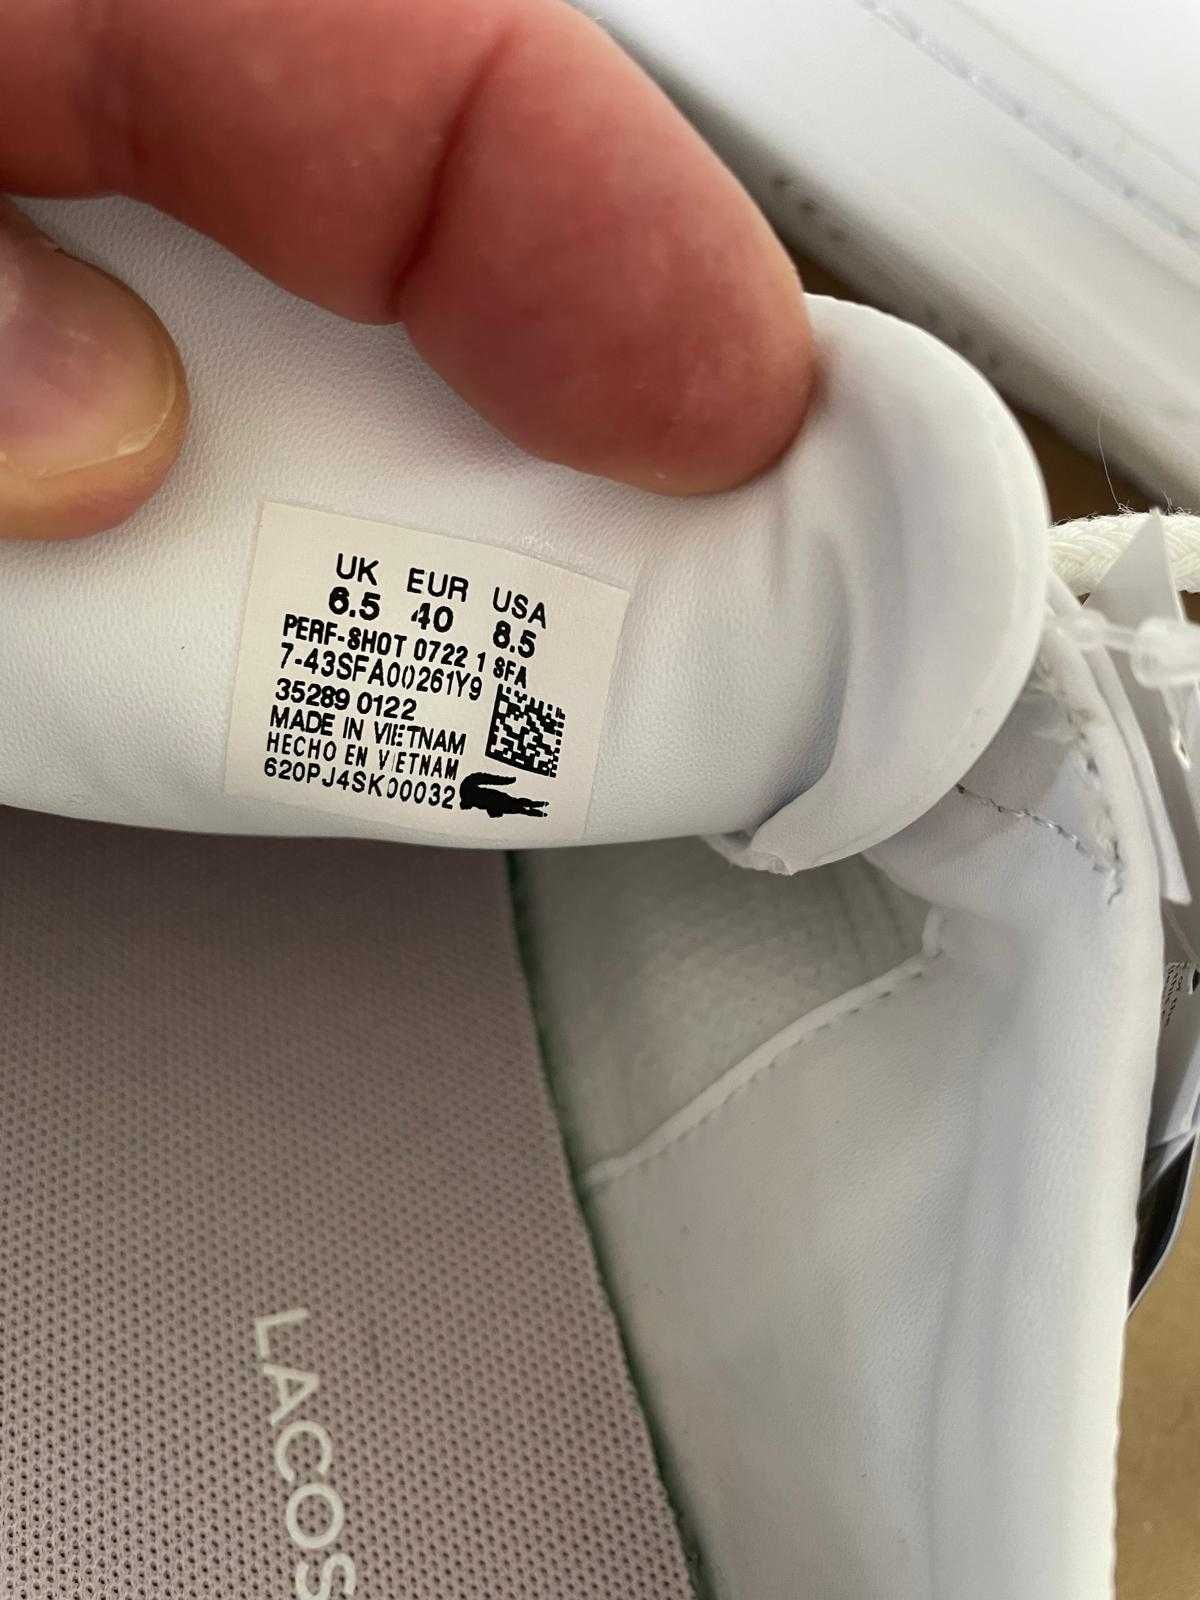 UK EUR USA
6.5 40 8.5
PERF-SHOT 0722 1 SFA
7-43SFA00261Y9
35289 0122
MADE IN VIETNAM
HECHO EN VIETNAM
620PJ4SK00032
LACOS